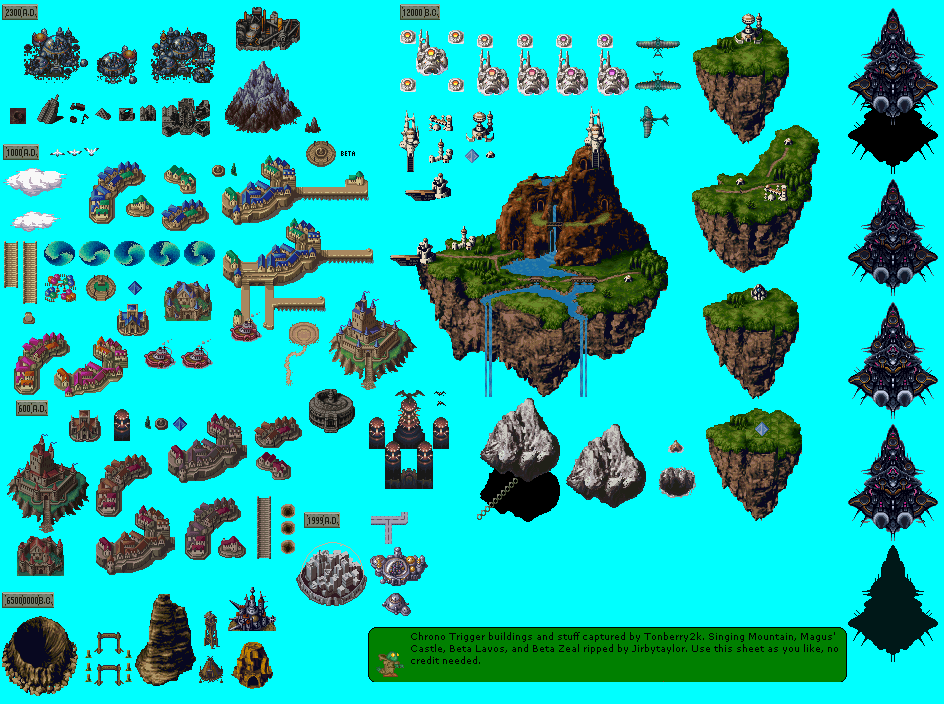 2300 A.D.
12000 B.C.
1000 A.D.
BETA
600 A.D.
1999 A.D.
65000000 B.C.
Chrono Trigger buildings and stuff captured by Tonberry2k. Singing Mountain, Magus'
Castle, Beta Lavos, and Beta Zeal ripped by Jirbytaylor. Use this sheet as you like, no
credit needed.